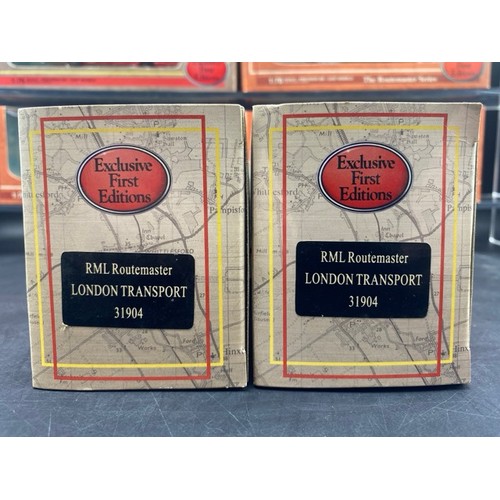 The Routemaster Series
Exclusive
First
Editions
RML Routemaster
LONDON TRANSPORT
31904
Exclusive
First
Editions
RML Routemaster
LONDON TRANSPORT
31904